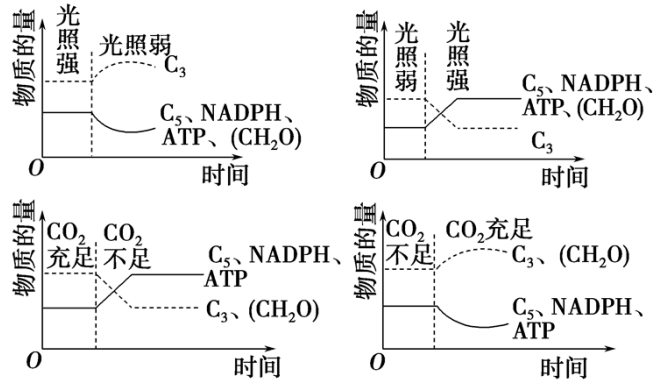 物质的量
光照强
光照弱
C₃
C₅、NADPH、
ATP、(CH₂O)
O
时间
物质的量
光照弱
光照强
C₅、NADPH、
ATP、(CH₂O)
C₃
O
时间
物质的量
CO₂
充足
CO₂
不足
C₅、NADPH、
ATP
C₃、(CH₂O)
O
时间
物质的量
CO₂
不足
CO₂充足
C₃、(CH₂O)
C₅、NADPH、
ATP
O
时间